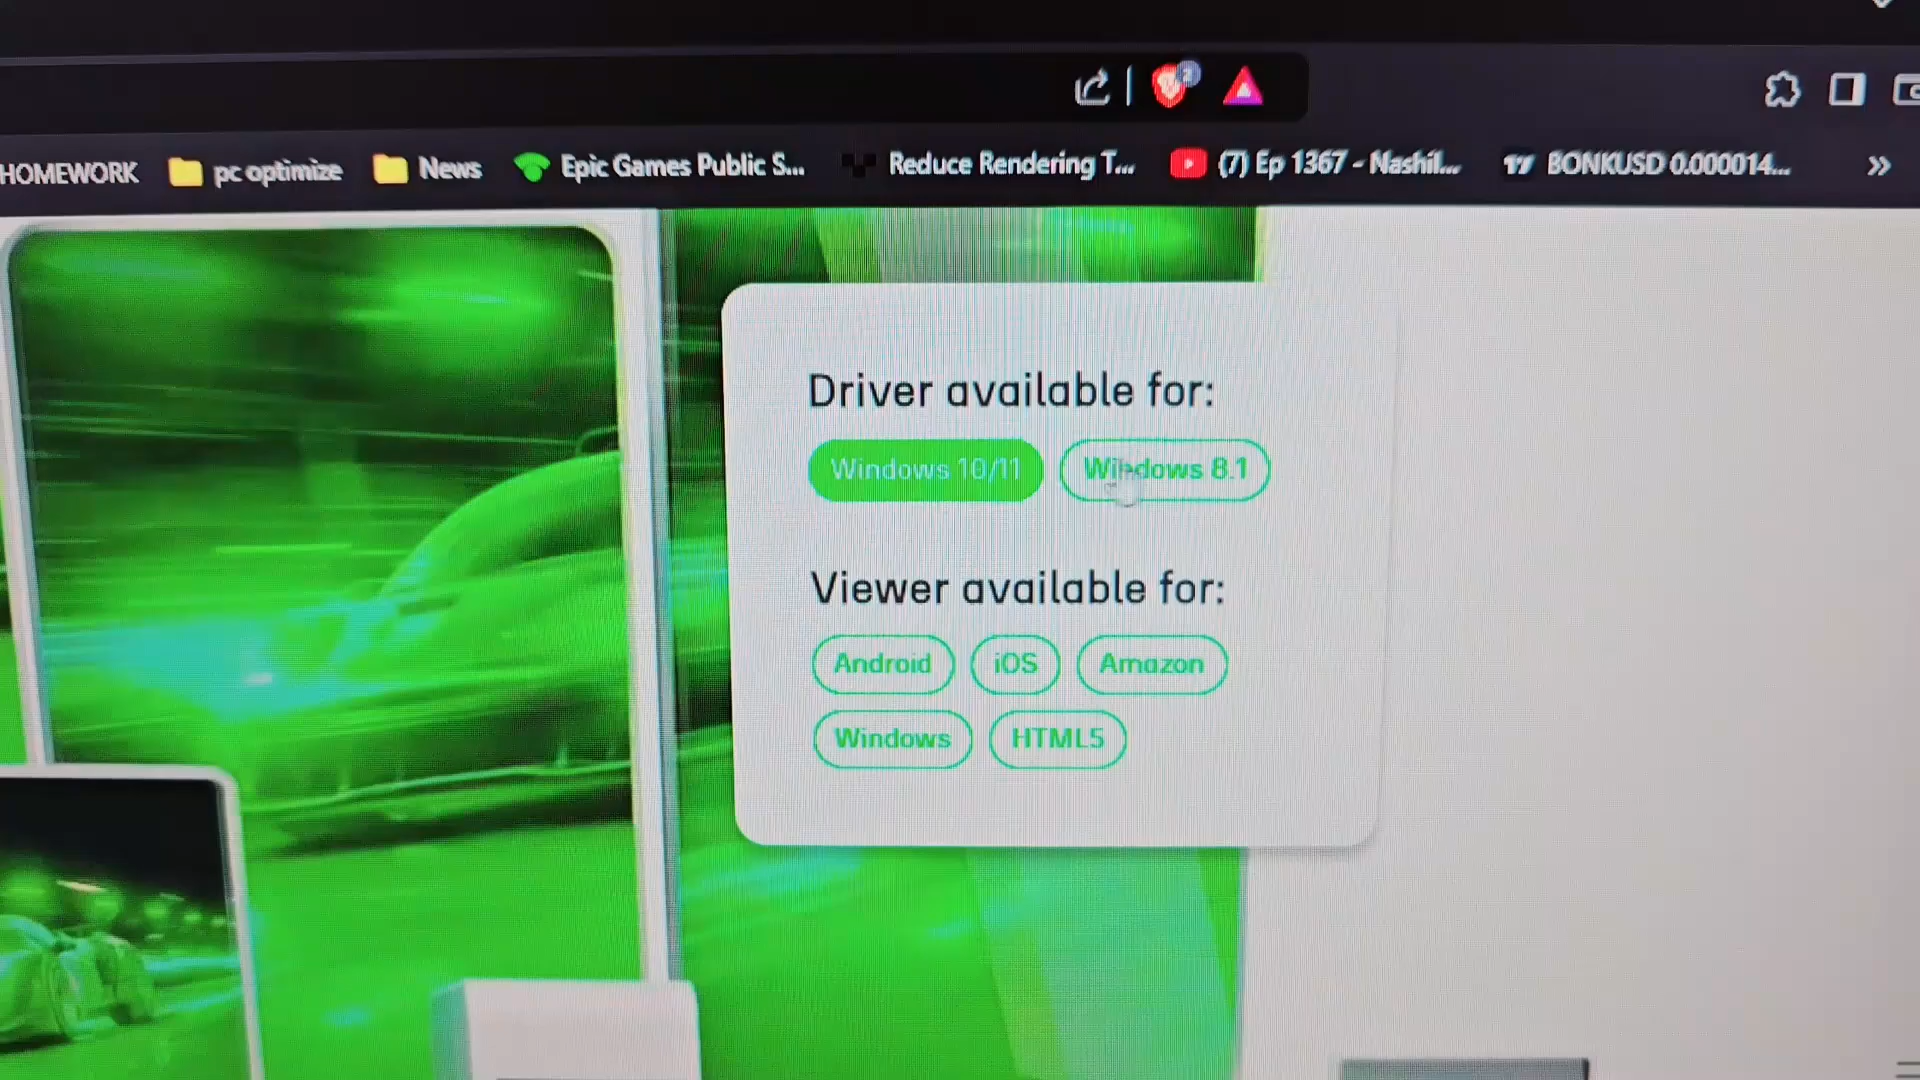 2
HOMEWORK pc optimize News Epic Games Public S... Reduce Rendering T... (7) Ep 1367 - Nashil... BONKUSD 0.000014... »
Driver available for:
Windows 10/11 Windows 8.1
Viewer available for:
Android iOS Amazon
Windows HTML5